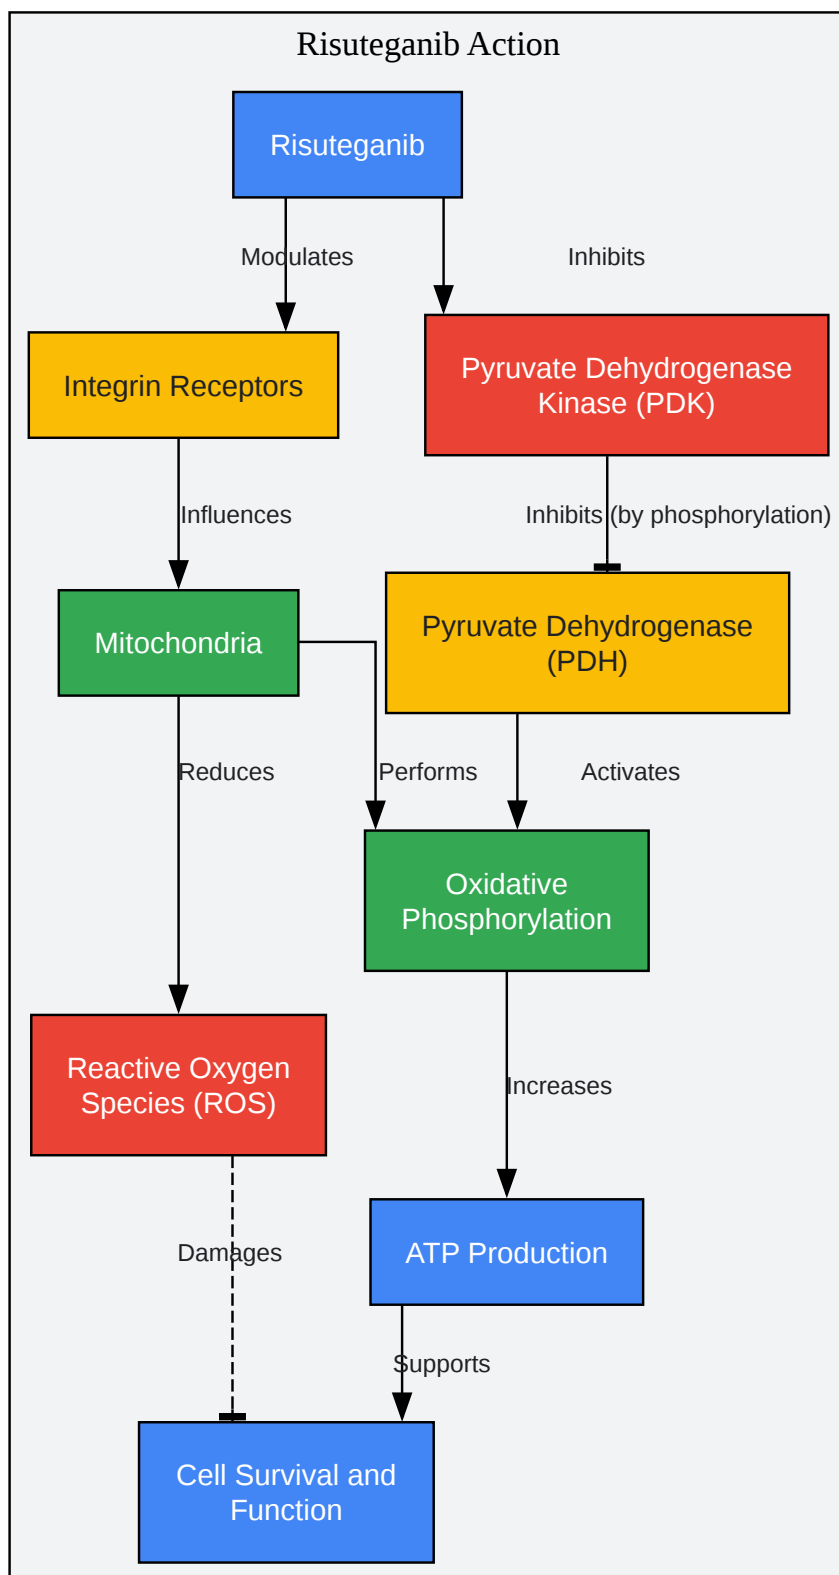 Risuteganib Action
Risuteganib
Modulates
Inhibits
Integrin Receptors
Pyruvate Dehydrogenase
Kinase (PDK)
Influences
Inhibits (by phosphorylation)
Mitochondria
Pyruvate Dehydrogenase
(PDH)
Reduces
Performs
Activates
Oxidative
Phosphorylation
Reactive Oxygen
Species (ROS)
Increases
Damages
ATP Production
Supports
Cell Survival and
Function